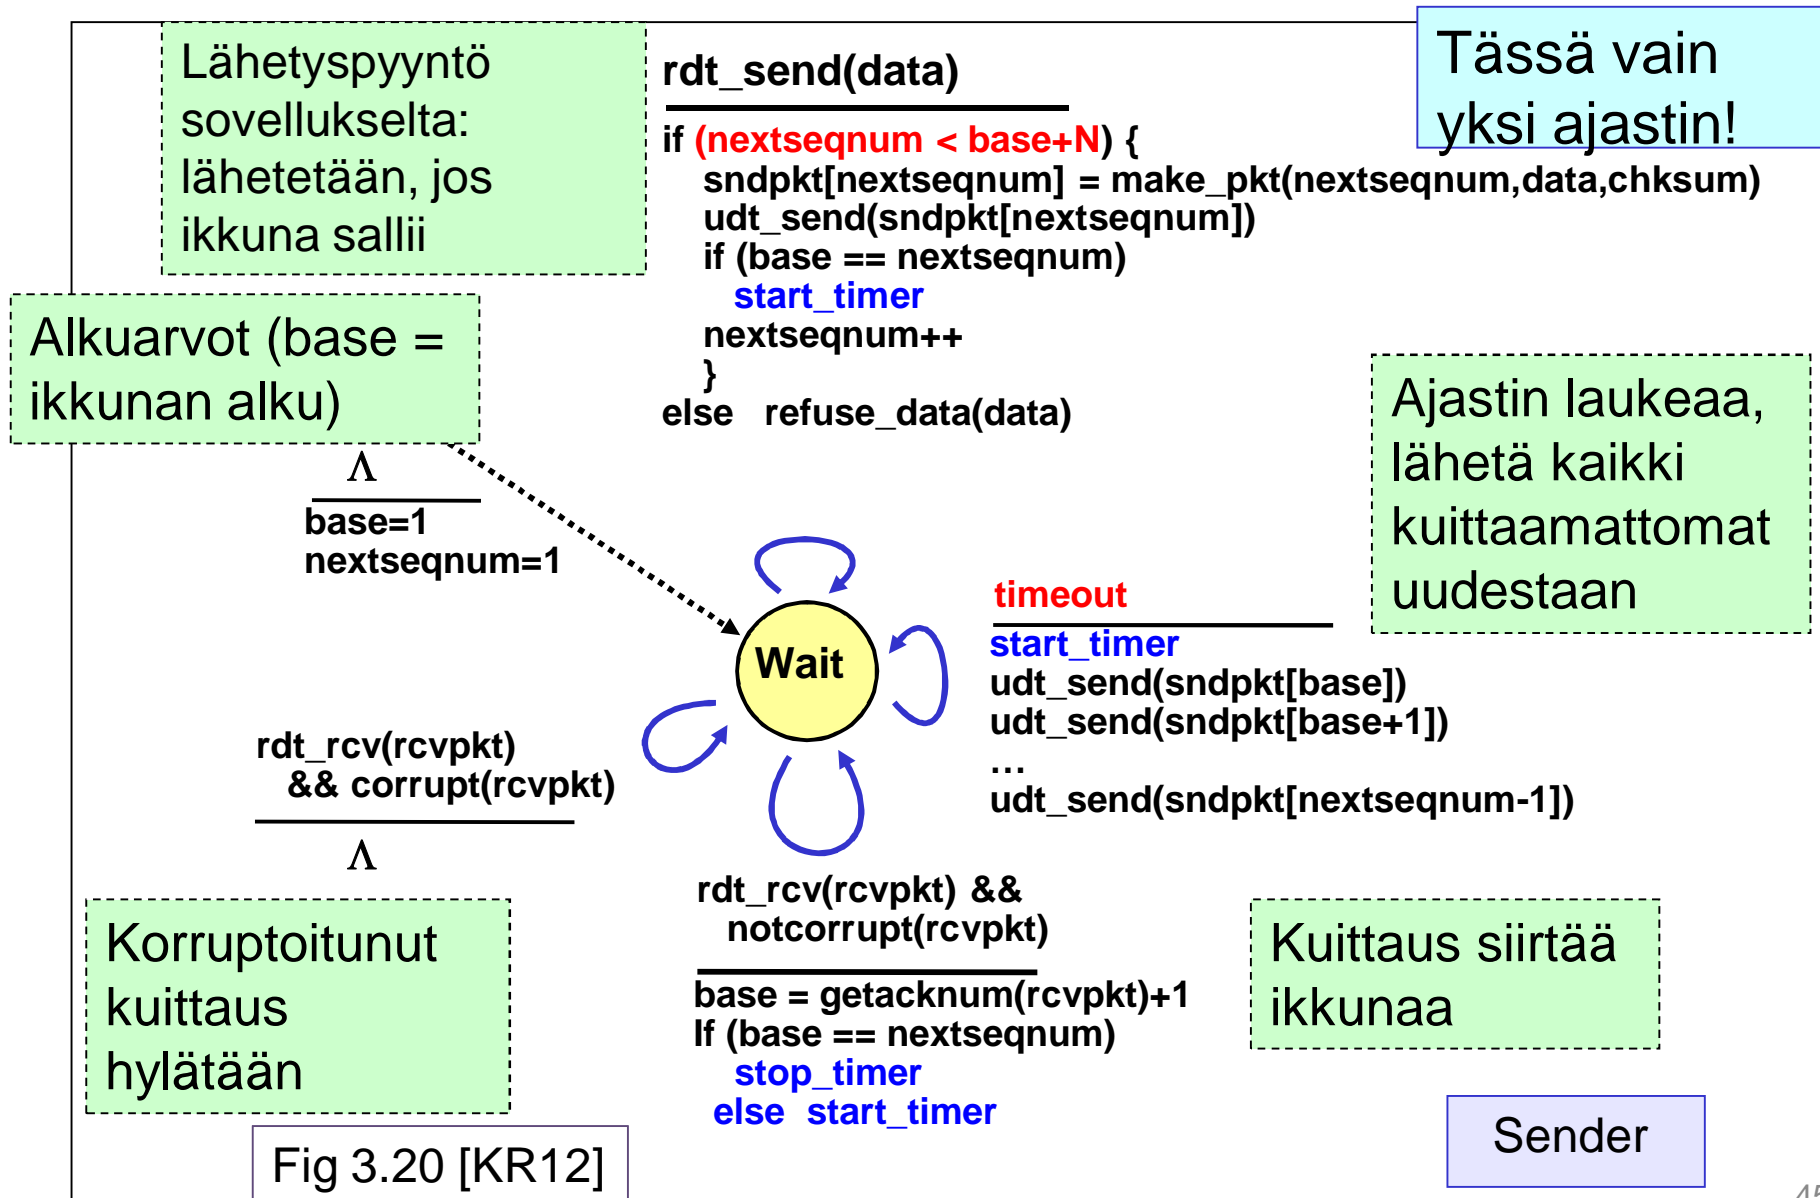 Lähetyspyyntö
sovellukselta:
lähetetään, jos
ikkuna sallii
rdt_send(data)
Tässä vain
yksi ajastin!
if (nextseqnum < base+N) {
sndpkt[nextseqnum] = make_pkt(nextseqnum,data,chksum)
udt_send(sndpkt[nextseqnum])
if (base == nextseqnum)
start_timer
nextseqnum++
}
else refuse_data(data)
Alkuarvot (base =
ikkunan alku)
Λ
base=1
nextseqnum=1
Ajastin laukeaa,
lähetä kaikki
kuittaamattomat
uudestaan
Wait
timeout
start_timer
udt_send(sndpkt[base])
udt_send(sndpkt[base+1])
…
udt_send(sndpkt[nextseqnum-1])
rdt_rcv(rcvpkt)
&& corrupt(rcvpkt)
Λ
Korruptoitunut
kuittaus
hylätään
rdt_rcv(rcvpkt) &&
notcorrupt(rcvpkt)
base = getacknum(rcvpkt)+1
If (base == nextseqnum)
stop_timer
else start_timer
Kuittaus siirtää
ikkunaa
Fig 3.20 [KR12]
Sender